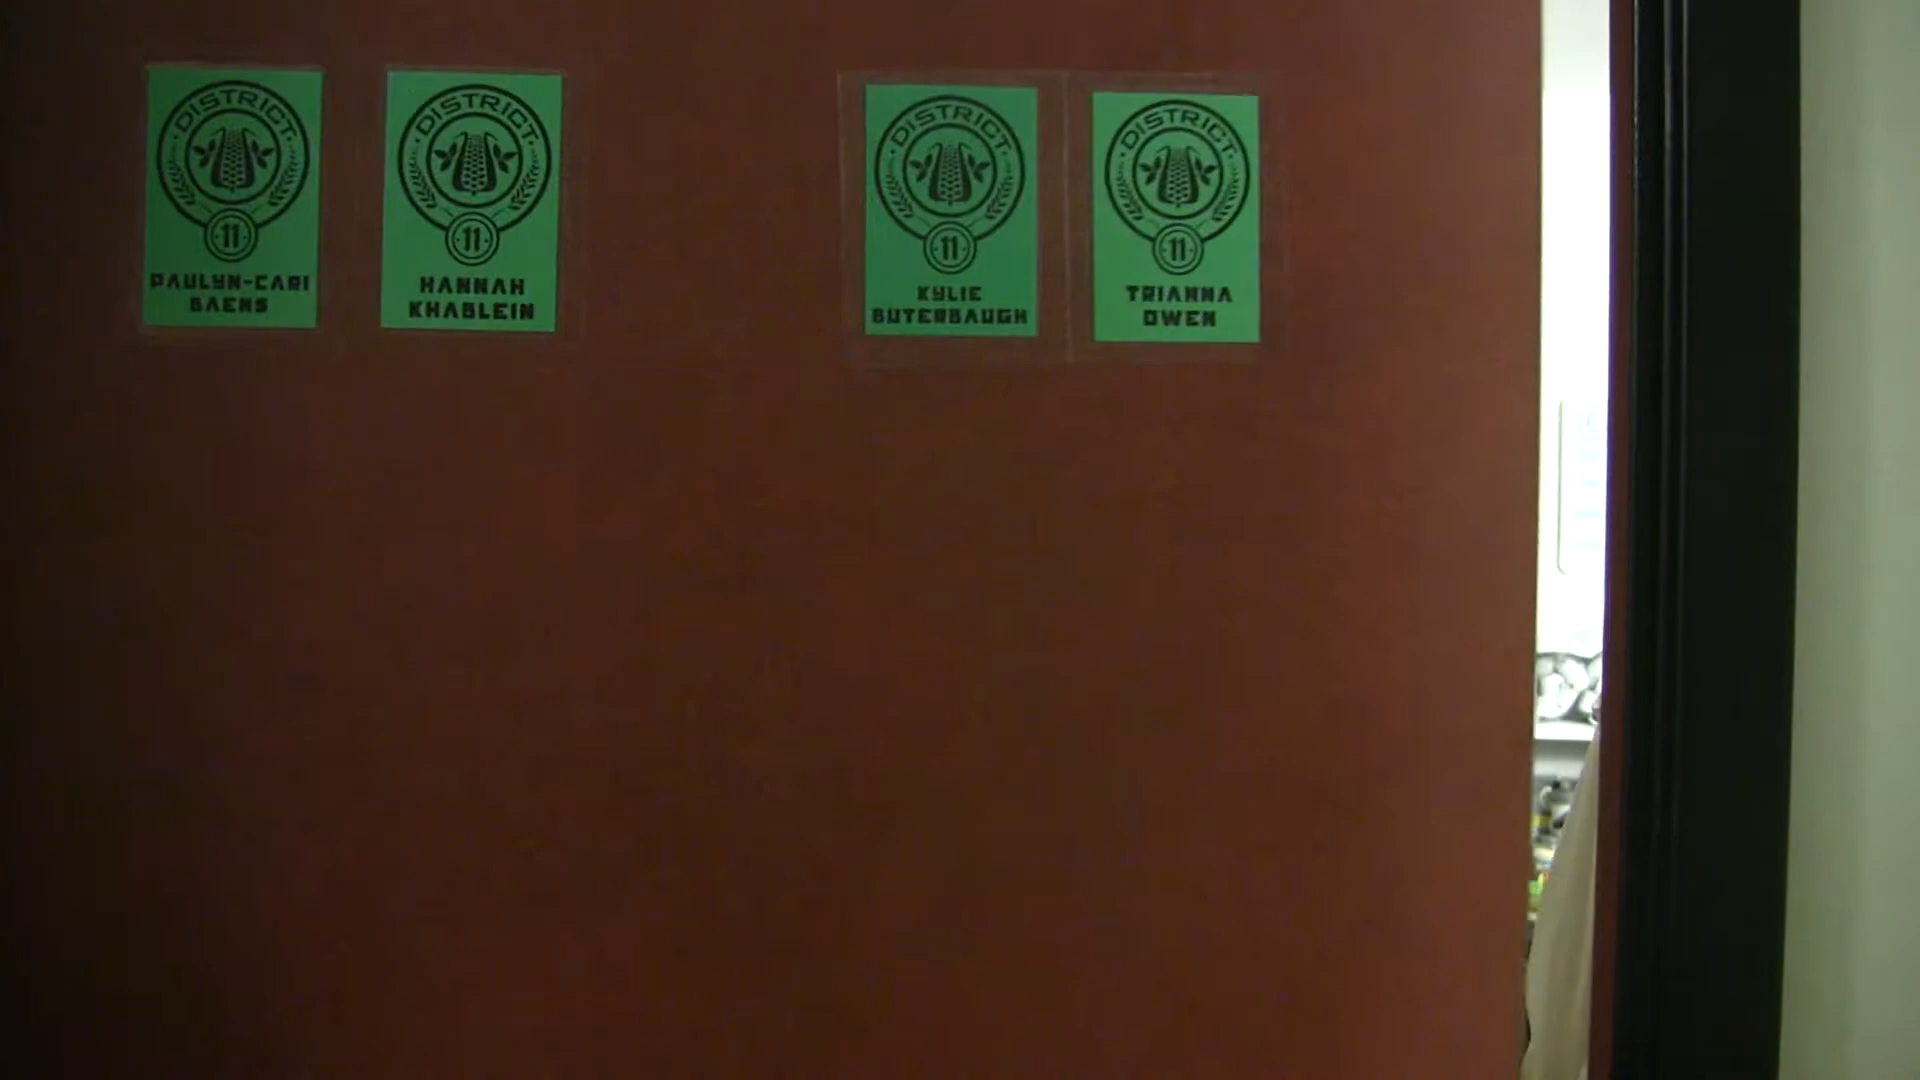 DISTRICT
11
PAULYN-CARI
BAENS
DISTRICT
11
HANNAH
KHABLEIN
DISTRICT
11
KYLIE
BUTERBAUGH
DISTRICT
11
TRIANNA
OWEN